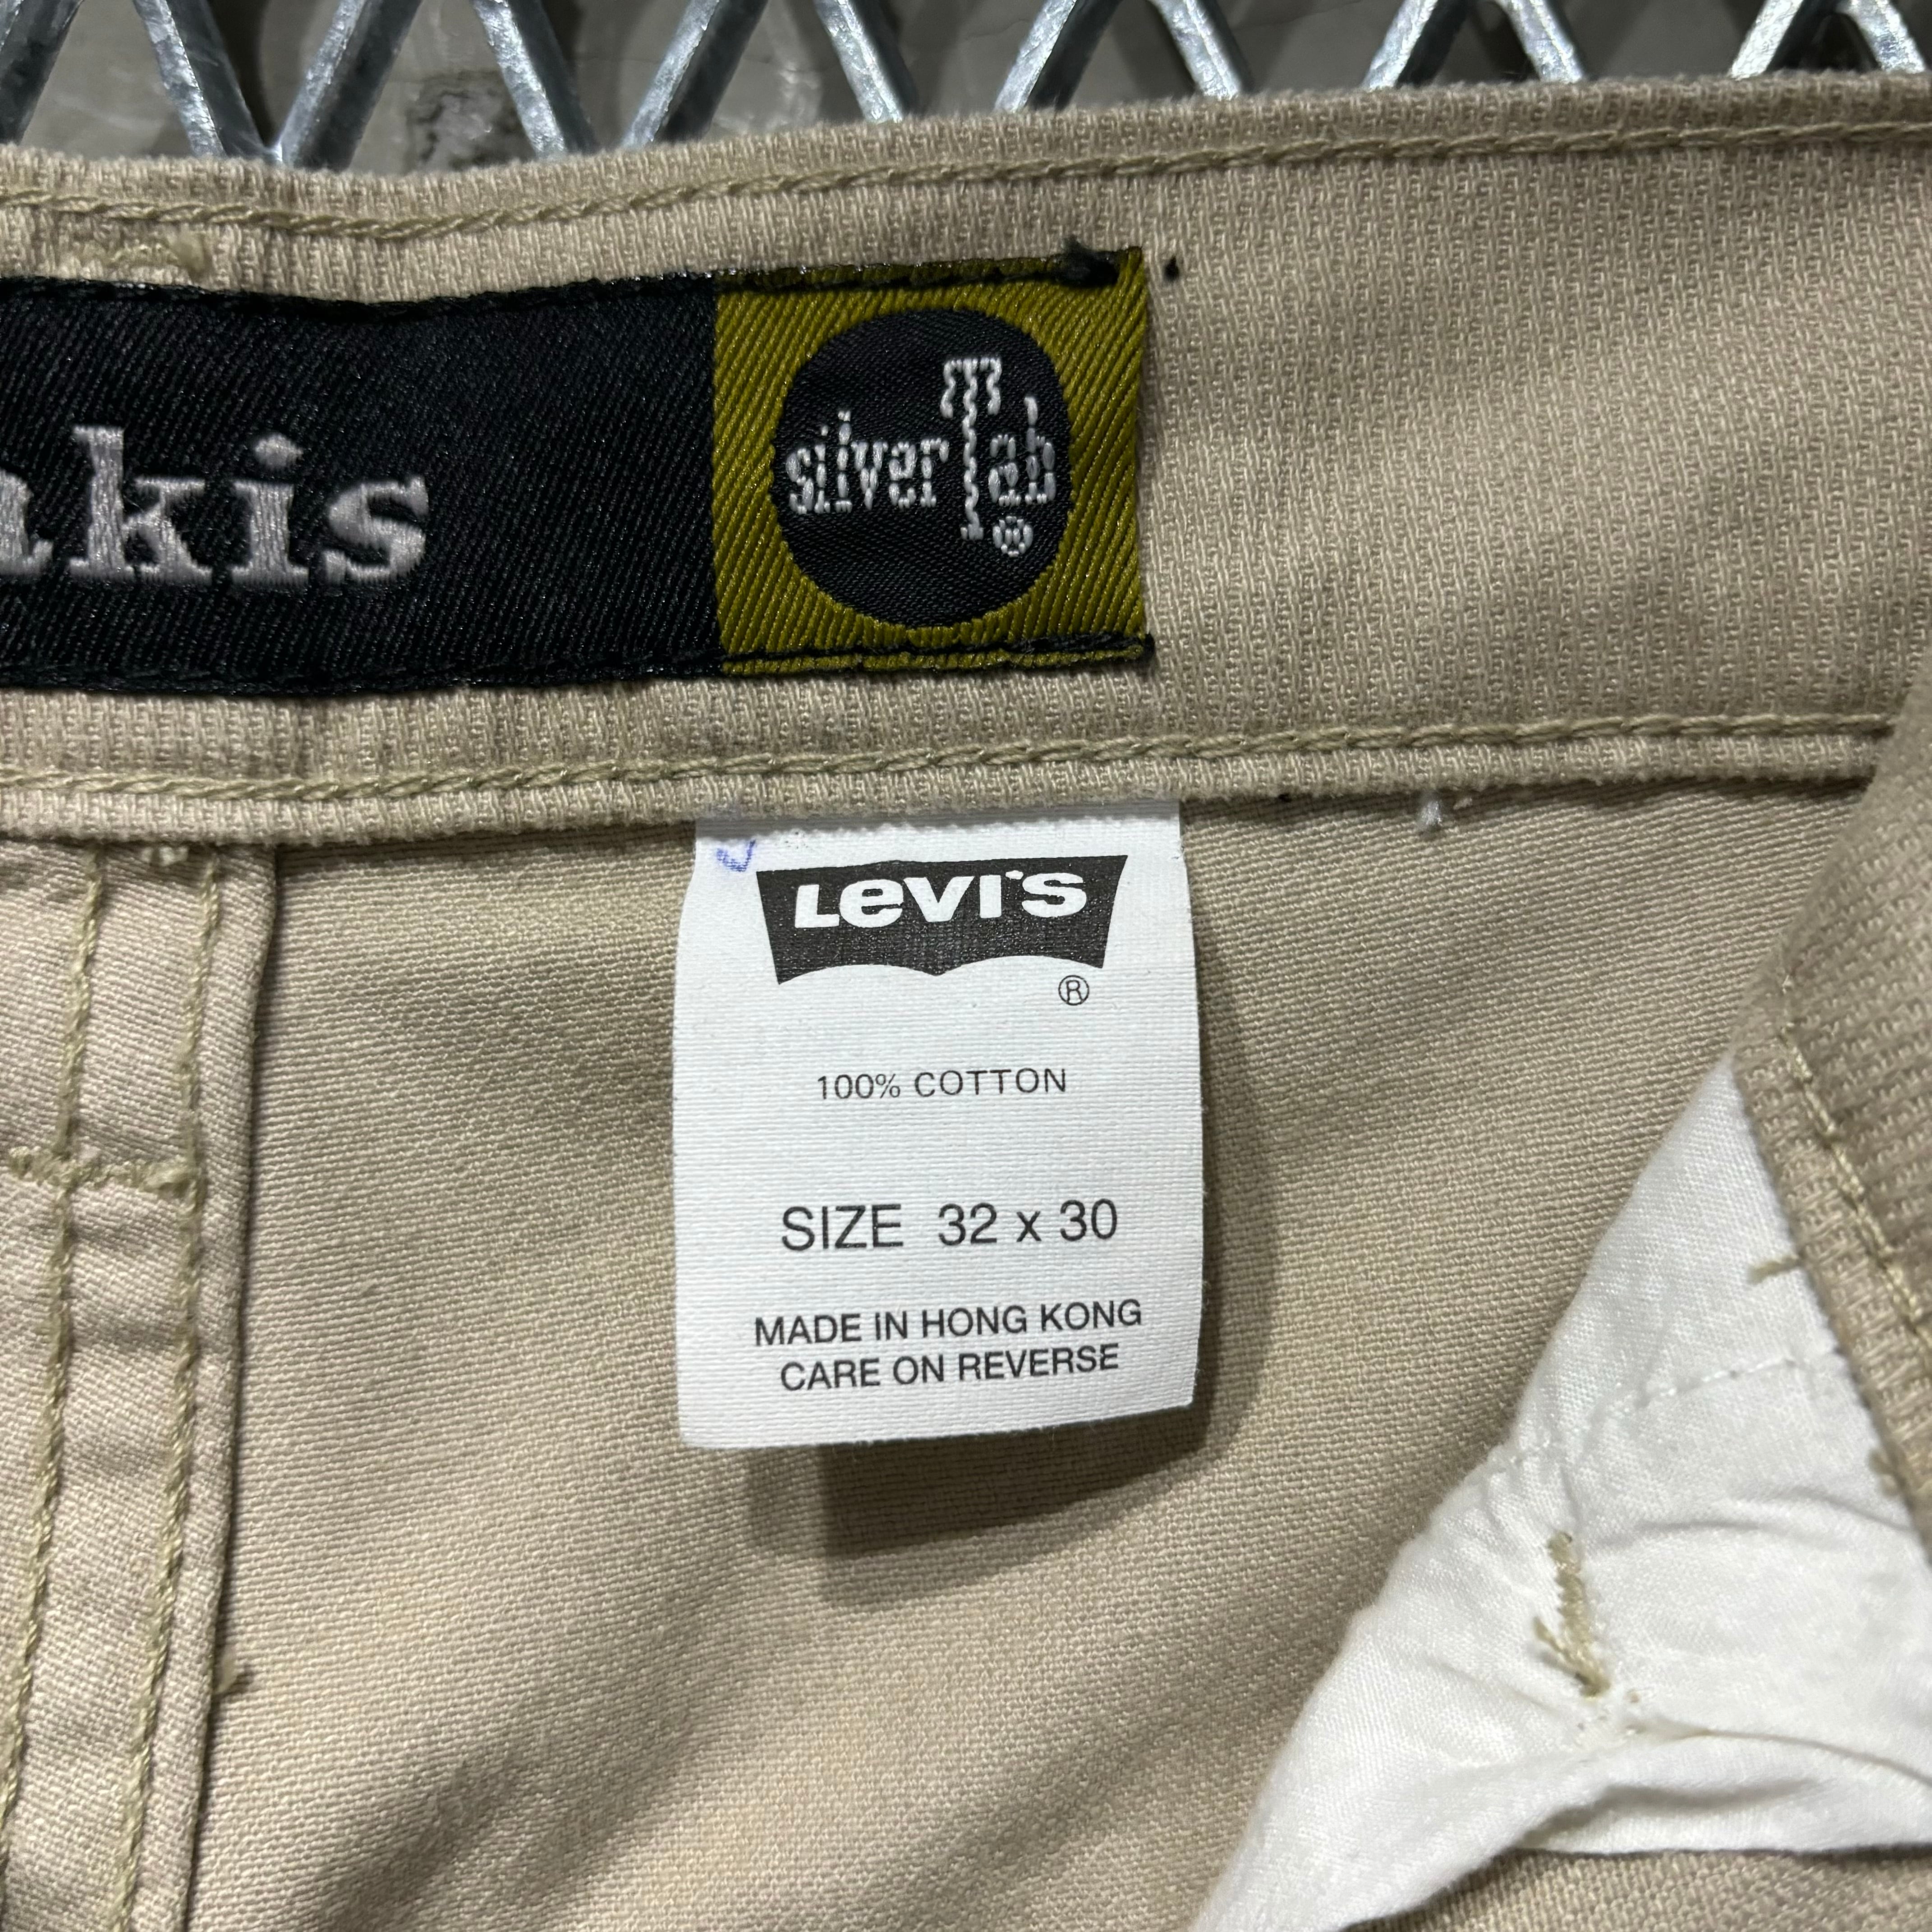 akis
silverTab®
LEVI'S
®
100% COTTON
SIZE 32 x 30
MADE IN HONG KONG
CARE ON REVERSE